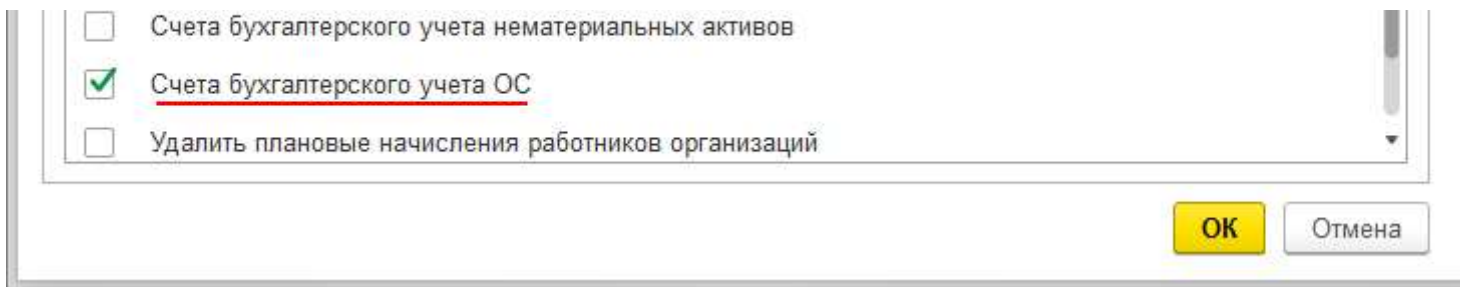 Счета бухгалтерского учета нематериальных активов
Счета бухгалтерского учета ОС
Удалить плановые начисления работников организаций
ОК Отмена